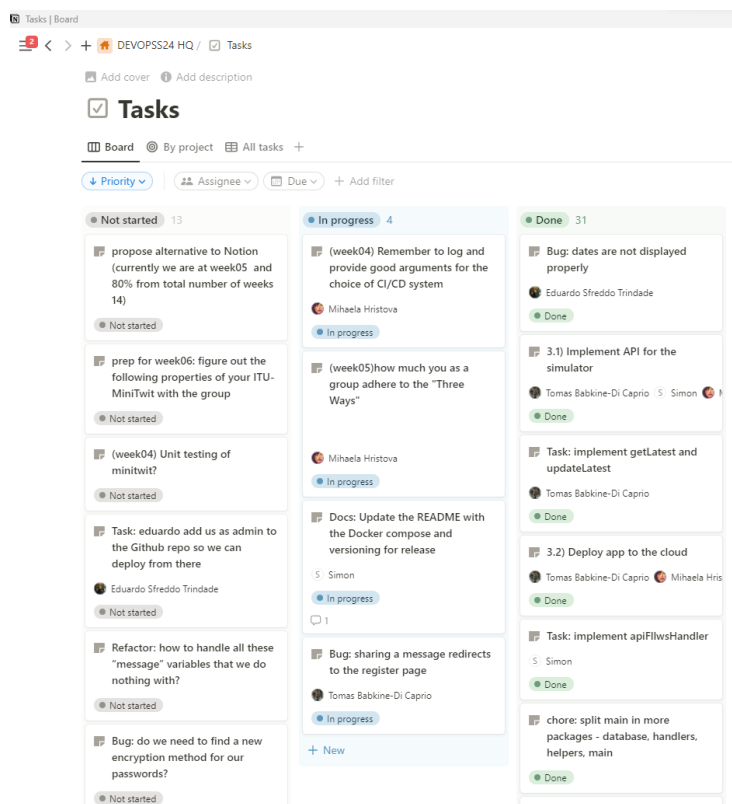 Tasks | Board
2
DEVOPSS24 HQ / Tasks
Add cover Add description
Tasks
Board By project All tasks
Priority Assignee Due Add filter
Not started 13
propose alternative to Notion
(currently we are at week05 and
80% from total number of weeks
14)
Not started
prep for week06: figure out the
following properties of your ITU-
MiniTwit with the group
Not started
(week04) Unit testing of
minitwit?
Not started
Task: eduardo add us as admin to
the Github repo so we can
deploy from there
Eduardo Sfreddo Trindade
Not started
Refactor: how to handle all these
"message" variables that we do
nothing with?
Not started
Bug: do we need to find a new
encryption method for our
passwords?
Not started
In progress 4
(week04) Remember to log and
provide good arguments for the
choice of CI/CD system
Mihaela Hristova
In progress
(week05)how much you as a
group adhere to the "Three
Ways"
Mihaela Hristova
In progress
Docs: Update the README with
the Docker compose and
versioning for release
S Simon
In progress
1
Bug: sharing a message redirects
to the register page
Tomas Babkine-Di Caprio
In progress
+ New
Done 31
Bug: dates are not displayed
properly
Eduardo Sfreddo Trindade
Done
3.1) Implement API for the
simulator
Tomas Babkine-Di Caprio S Simon
Done
Task: implement getLatest and
updateLatest
Tomas Babkine-Di Caprio
Done
3.2) Deploy app to the cloud
Tomas Babkine-Di Caprio Mihaela Hris
Done
Task: implement apiFllwsHandler
S Simon
Done
chore: split main in more
packages - database, handlers,
helpers, main
Done